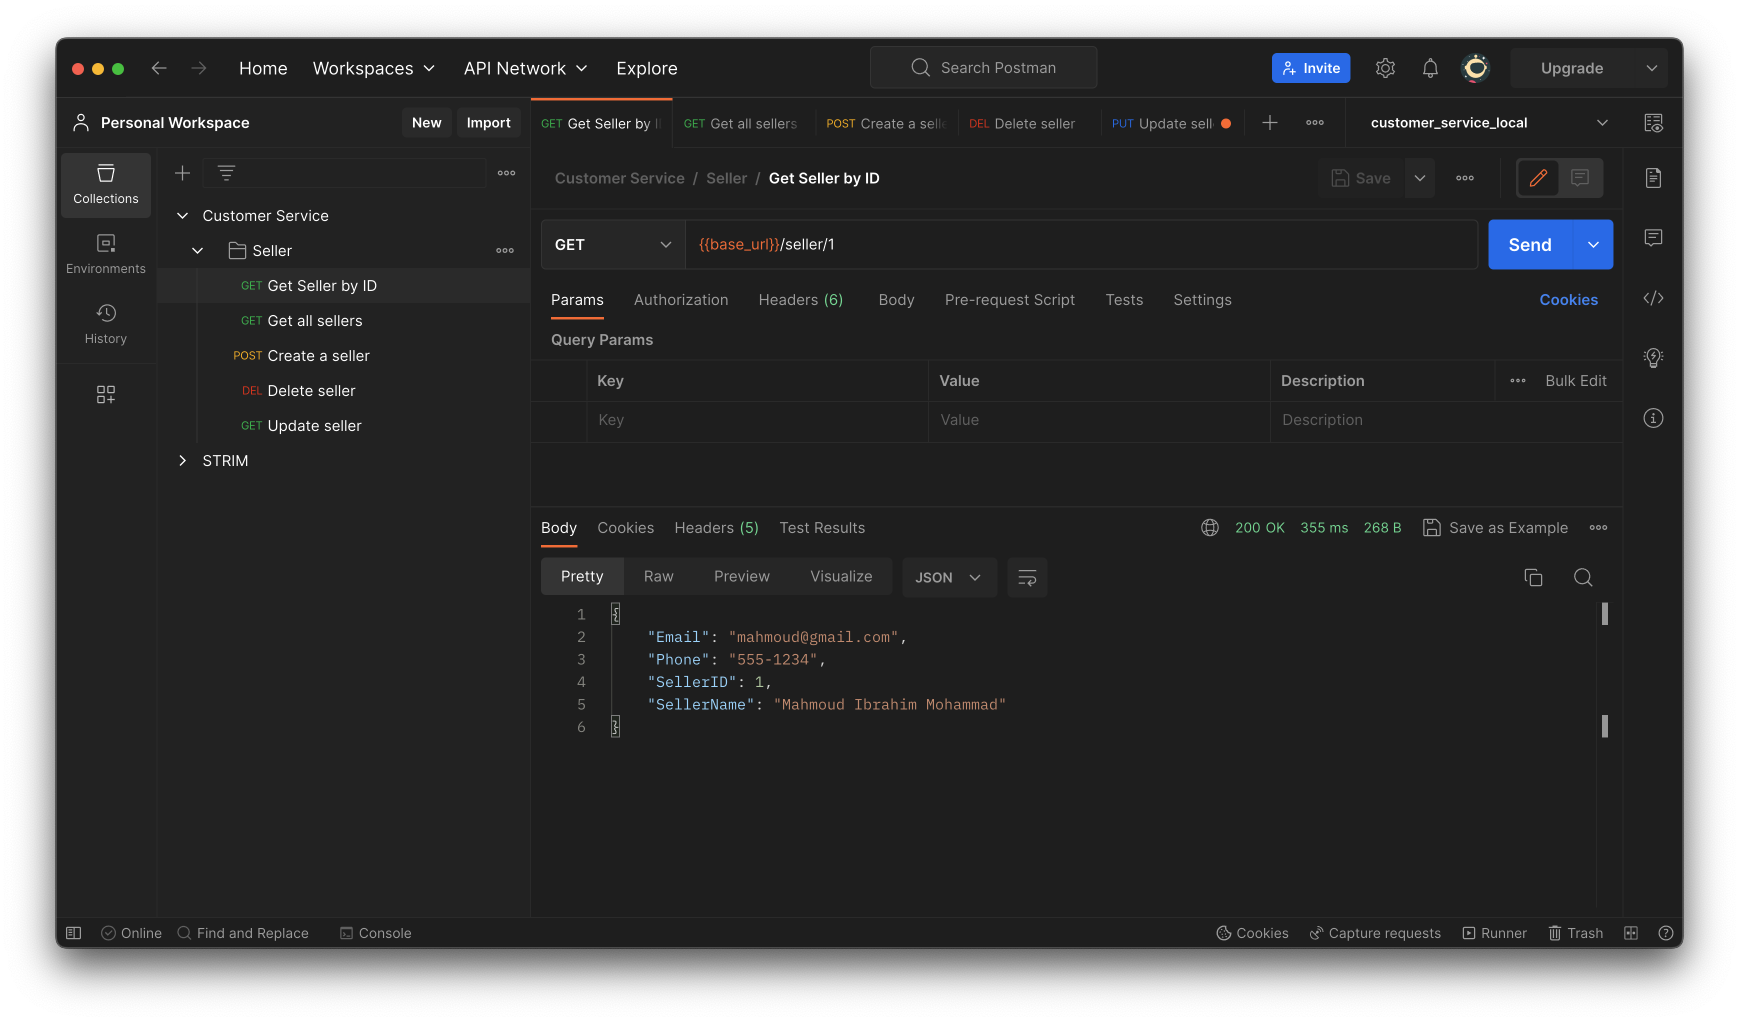 Home Workspaces API Network Explore Search Postman Invite Upgrade
Personal Workspace New Import
GET Get Seller by I GET Get all sellers POST Create a sell DEL Delete seller PUT Update sell customer_service_local
Collections
Environments
History
Customer Service
Seller
GET Get Seller by ID
GET Get all sellers
POST Create a seller
DEL Delete seller
GET Update seller
STRIM
Customer Service / Seller / Get Seller by ID Save
GET {{base_url}}/seller/1 Send
Params Authorization Headers (6) Body Pre-request Script Tests Settings Cookies
Query Params
Key Value Description Bulk Edit
Key Value Description
Body Cookies Headers (5) Test Results 200 OK 355 ms 268 B Save as Example
Pretty Raw Preview Visualize JSON
1 {
2 "Email": "mahmoud@gmail.com",
3 "Phone": "555-1234",
4 "SellerID": 1,
5 "SellerName": "Mahmoud Ibrahim Mohammad"
6 }
Online Find and Replace Console Cookies Capture requests Runner Trash